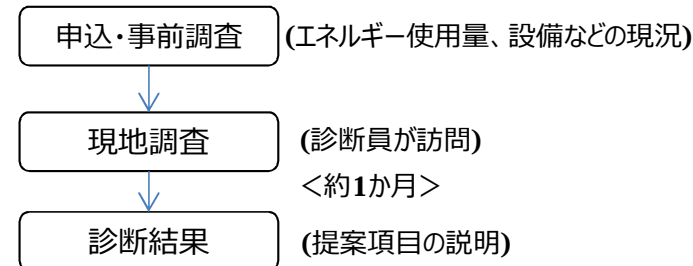 申込・事前調査 (エネルギー使用量、設備などの現況)
現地調査 (診断員が訪問)
＜約1か月＞
診断結果 (提案項目の説明)